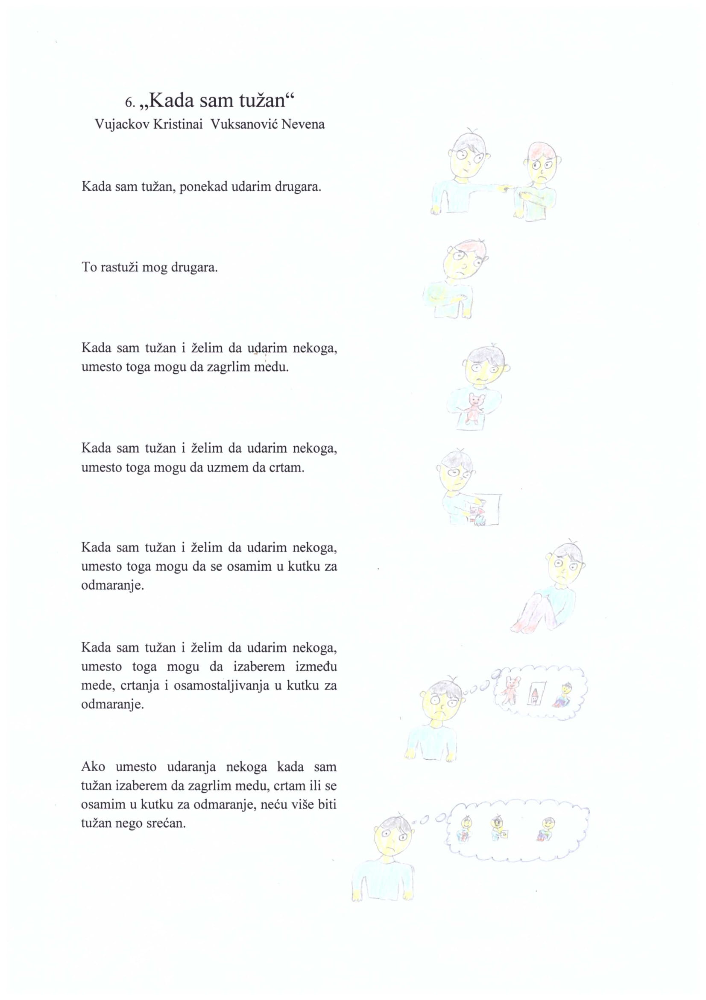 6. „Kada sam tužan“
Vujackov Kristinai Vuksanović Nevena
Kada sam tužan, ponekad udarim drugara.
To rastuži mog drugara.
Kada sam tužan i želim da udarim nekoga,
umesto toga mogu da zagrlim medu.
Kada sam tužan i želim da udarim nekoga,
umesto toga mogu da uzmem da crtam.
Kada sam tužan i želim da udarim nekoga,
umesto toga mogu da se osamim u kutku za
odmaranje.
Kada sam tužan i želim da udarim nekoga,
umesto toga mogu da izaberem između
mede, crtanja i osamostaljivanja u kutku za
odmaranje.
Ako umesto udaranja nekoga kada sam
tužan izaberem da zagrlim medu, crtam ili se
osamim u kutku za odmaranje, neću više biti
tužan nego srećan.